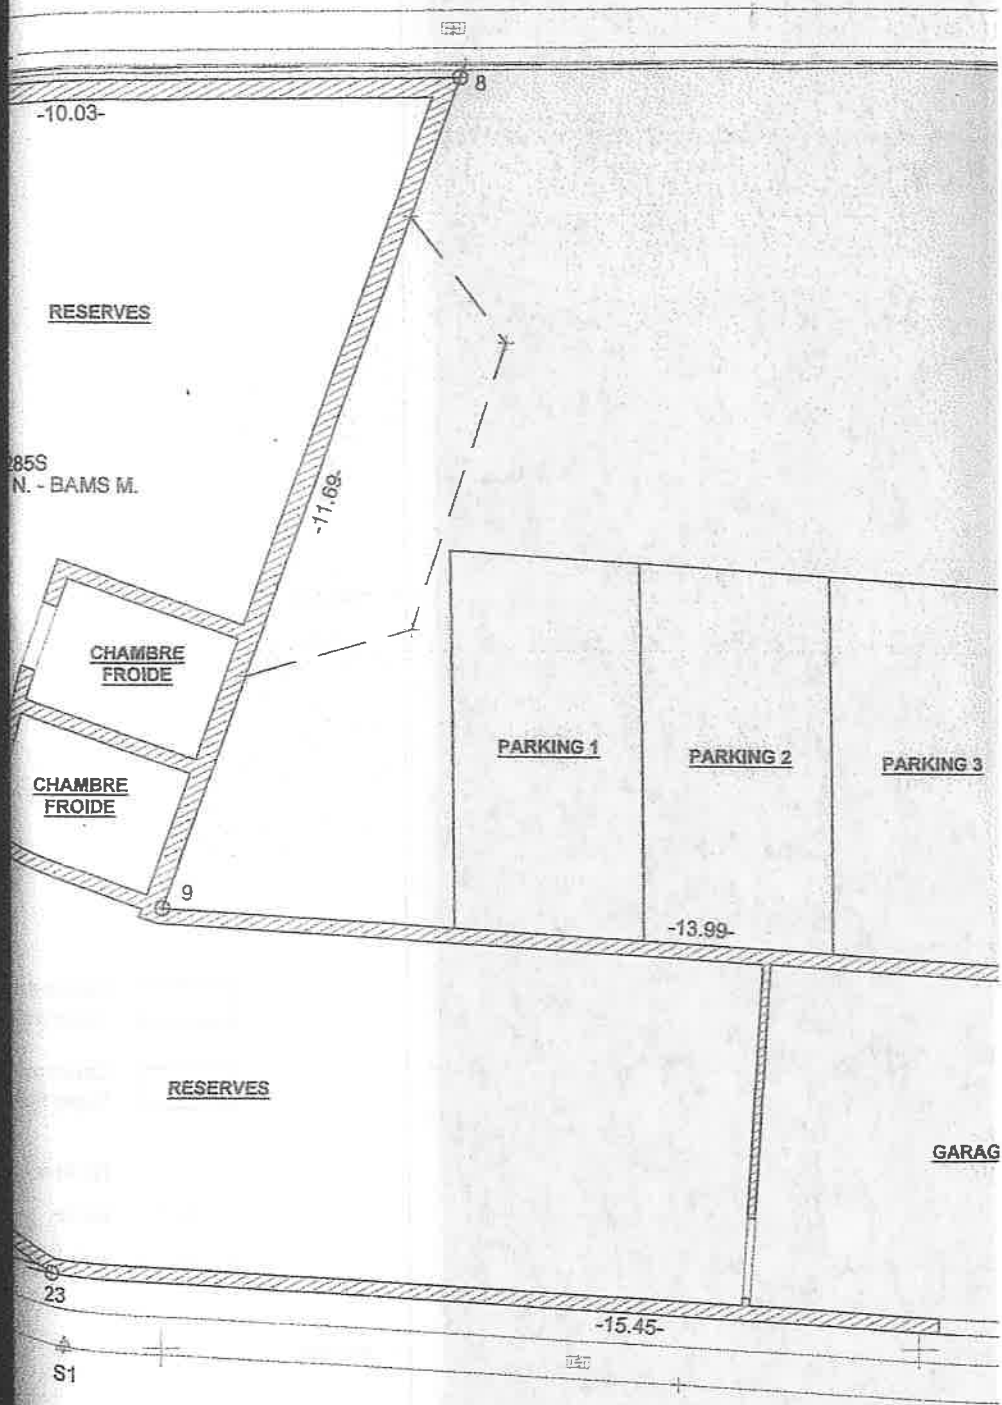 8
-10.03-
RESERVES
285S
N. - BAMS M.
-11.69-
CHAMBRE
FROIDE
PARKING 1
PARKING 2
PARKING 3
CHAMBRE
FROIDE
9
-13.99-
RESERVES
GARAG
23
-15.45-
S1